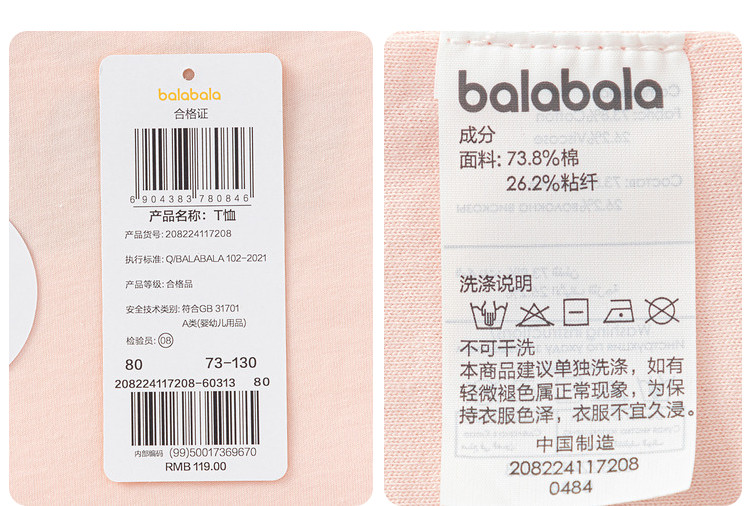 balabala
合格证
6 904383 780846
产品名称：T恤
产品货号: 208224117208
执行标准: Q/BALABALA 102-2021
产品等级: 合格品
安全技术类别: 符合GB 31701
A类(婴幼儿用品)
检验员: 08
80 73-130
208224117208-60313 80
内部编码 (99)50017369670
RMB 119.00
balabala
成分
面料: 73.8%棉
26.2%粘纤
洗涤说明
不可干洗
本商品建议单独洗涤，如有
轻微褪色属正常现象，为保
持衣服色泽，衣服不宜久浸。
中国制造
208224117208
0484